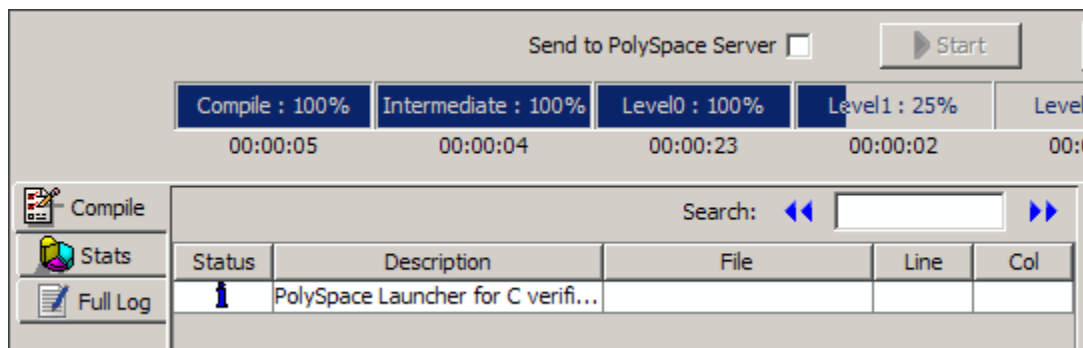 Send to PolySpace Server Start
Compile : 100% Intermediate : 100% Level0 : 100% Level1 : 25% Level
00:00:05 00:00:04 00:00:23 00:00:02 00:
Compile Search:
Stats Status Description File Line Col
Full Log PolySpace Launcher for C verifi...